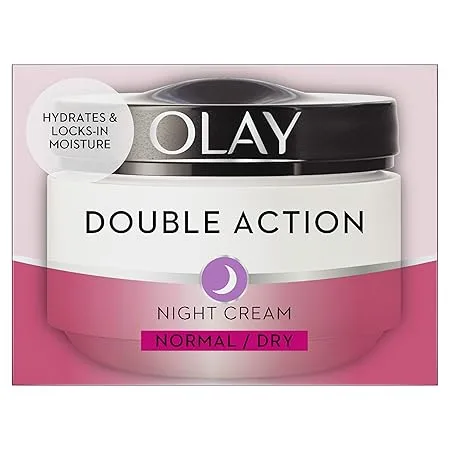 HYDRATES &
LOCKS-IN
MOISTURE
OLAY
DOUBLE ACTION
NIGHT CREAM
NORMAL / DRY